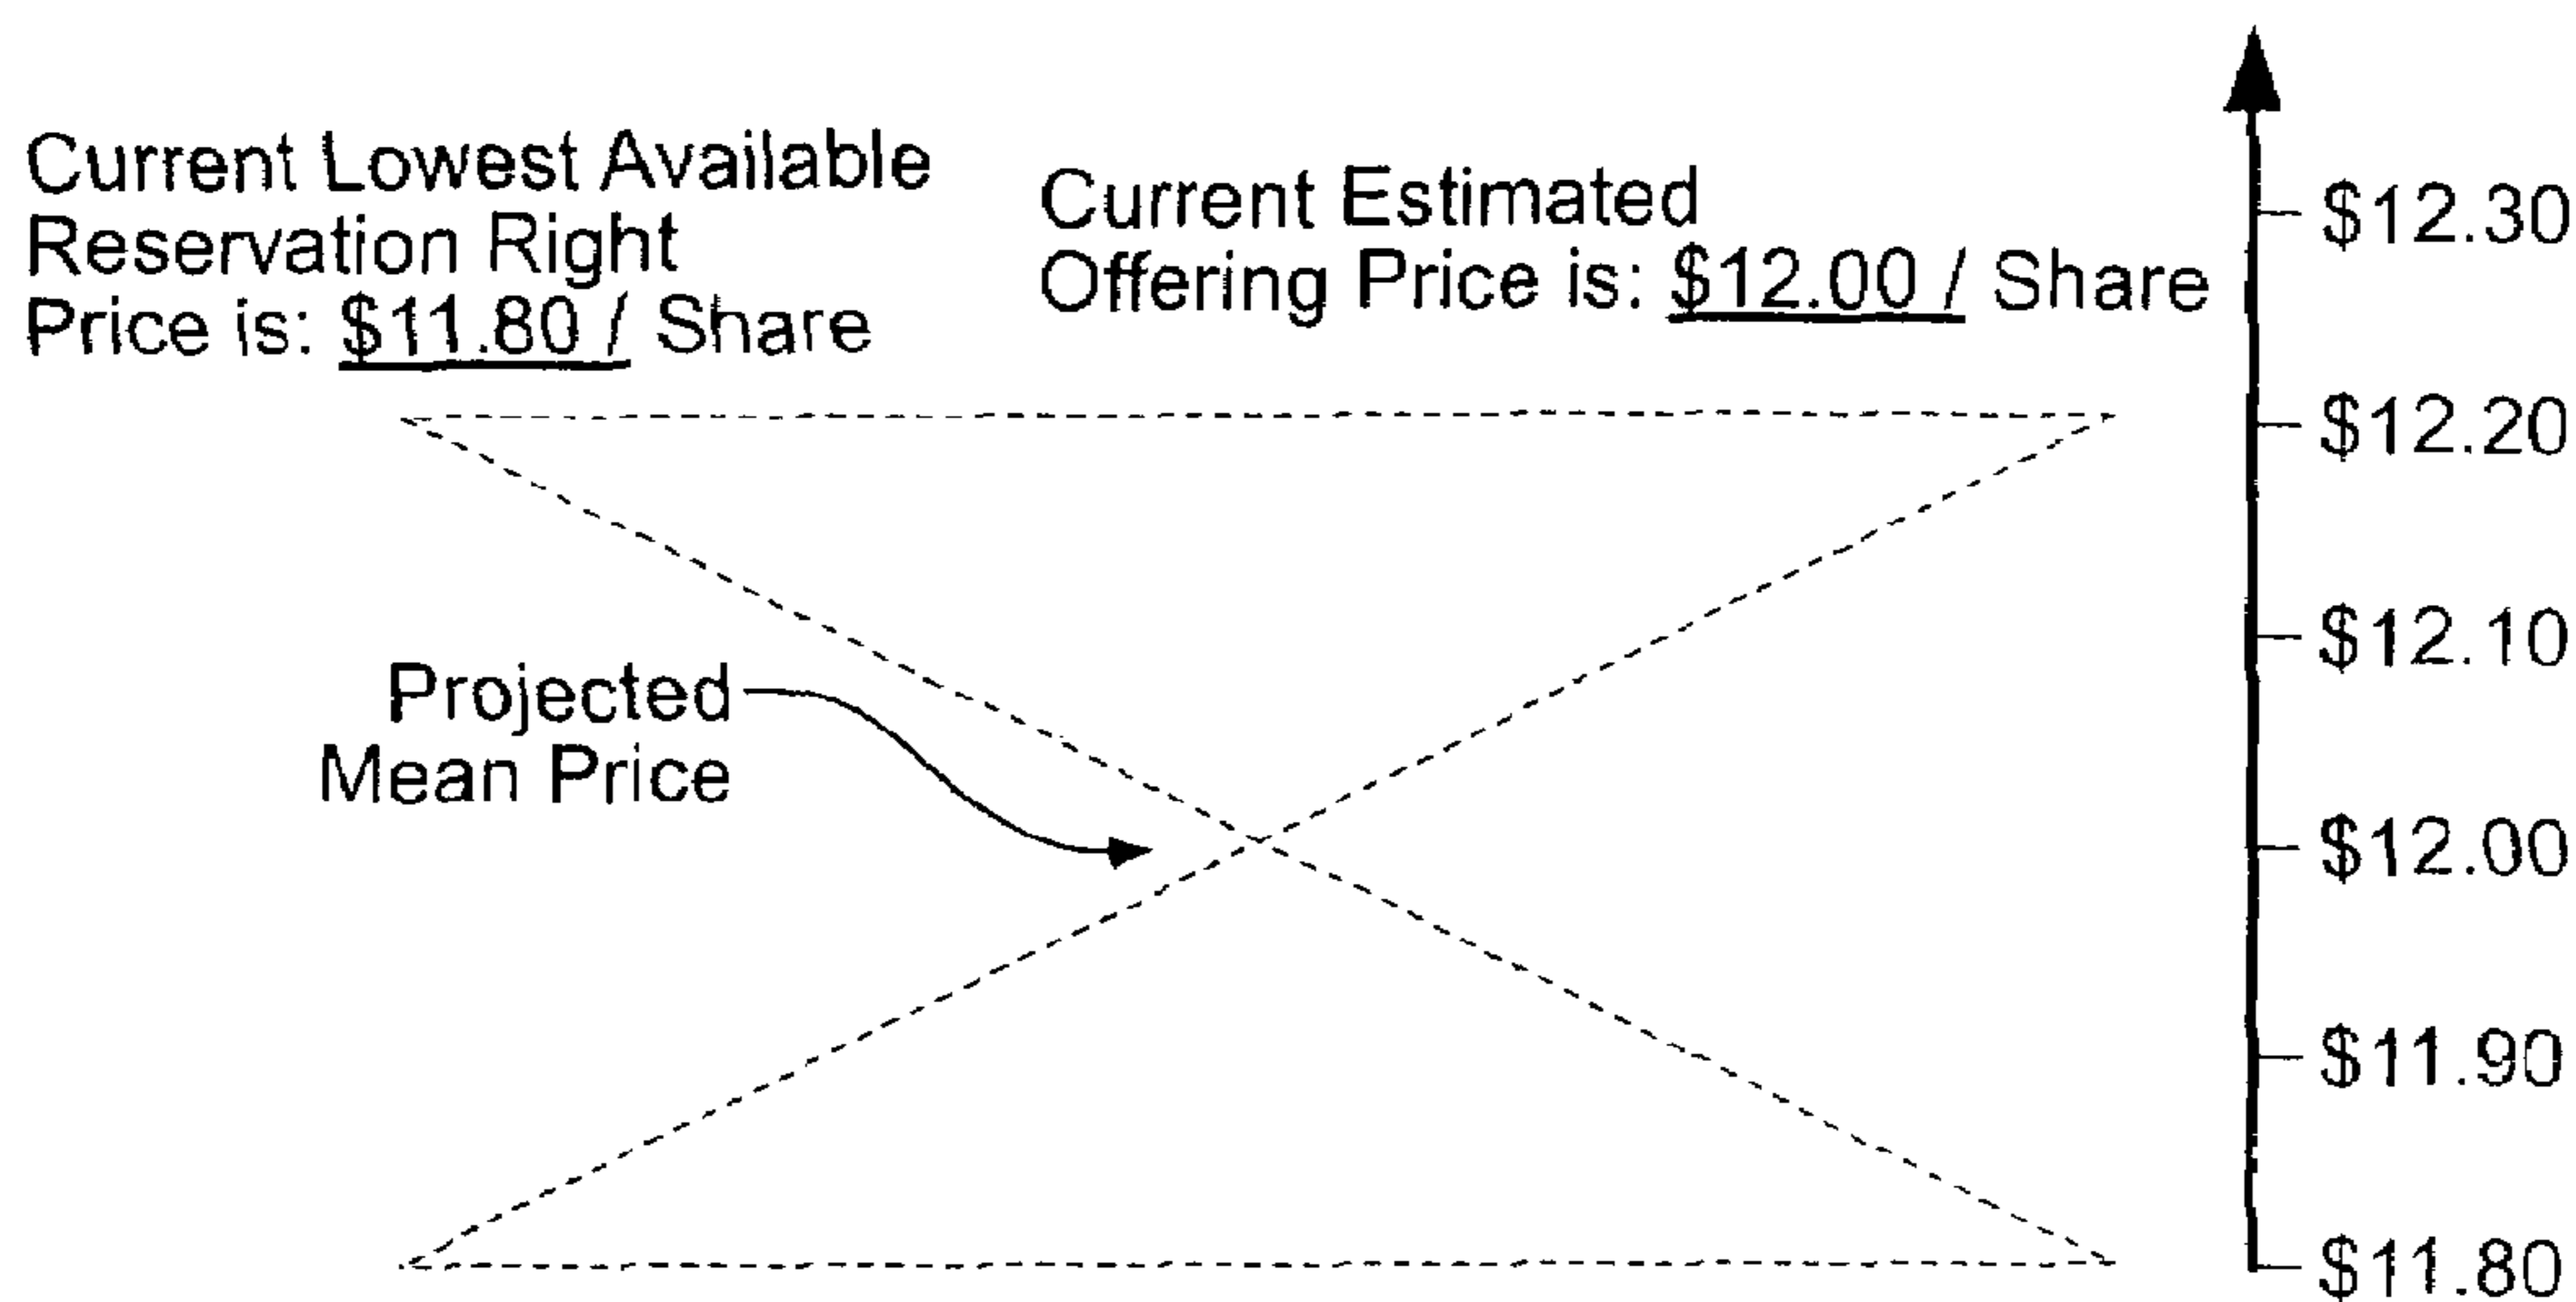 Current Lowest Available
Reservation Right
Price is: $11.80 / Share
Current Estimated
Offering Price is: $12.00 / Share
$12.30
$12.20
$12.10
Projected
Mean Price
$12.00
$11.90
$11.80